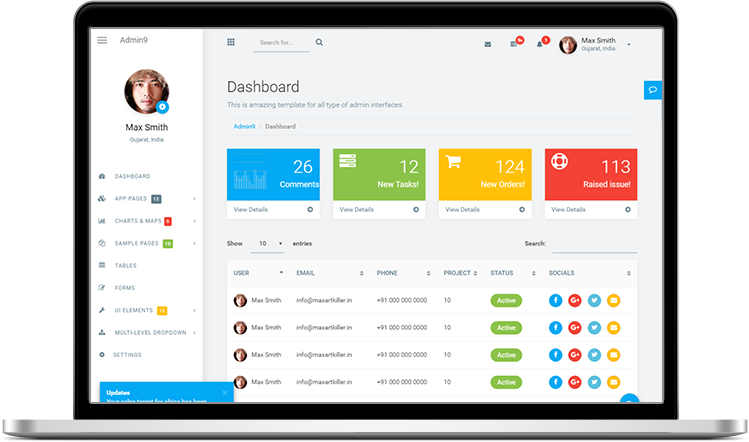 Admin9
Search for...
9+
1
Max Smith
Gujarat, India
Max Smith
Gujarat, India
DASHBOARD
APP PAGES 12
CHARTS & MAPS 6
SAMPLE PAGES 10
TABLES
FORMS
UI ELEMENTS 12
MULTI-LEVEL DROPDOWN
SETTINGS
Updates
Dashboard
This is amazing template for all type of admin interfaces.
Admin9 / Dashboard
26
Comments
View Details
12
New Tasks!
View Details
124
New Orders!
View Details
113
Raised issue!
View Details
Show 10 entries
Search:
USER EMAIL PHONE PROJECT STATUS SOCIALS
Max Smith info@maxartkiller.in +91 000 000 0000 10 Active
Max Smith info@maxartkiller.in +91 000 000 0000 10 Active
Max Smith info@maxartkiller.in +91 000 000 0000 10 Active
Max Smith info@maxartkiller.in +91 000 000 0000 10 Active